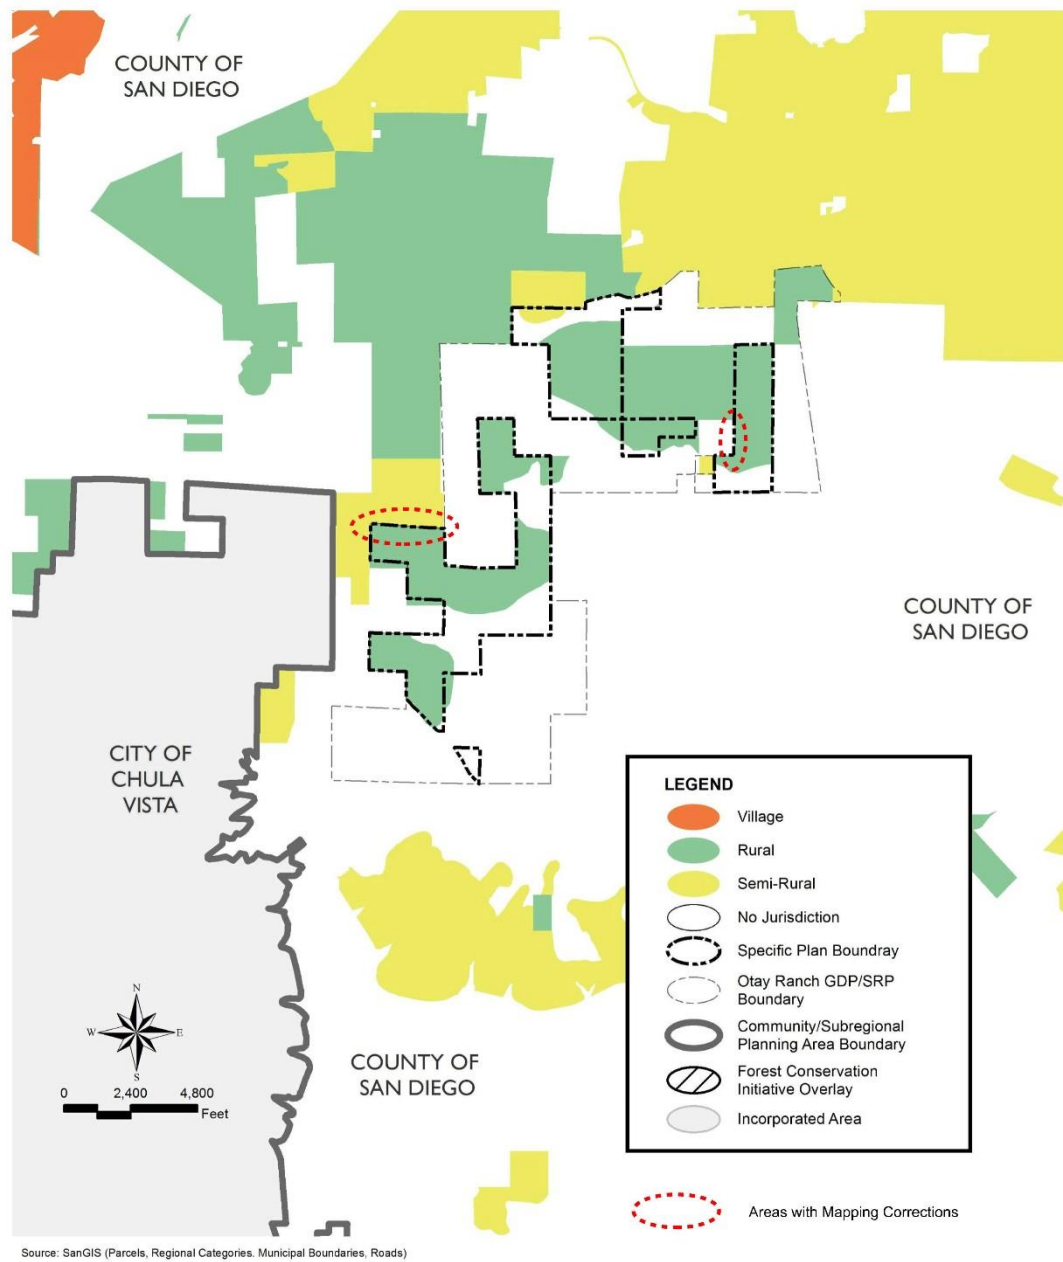 COUNTY OF
SAN DIEGO
COUNTY OF
SAN DIEGO
CITY OF
CHULA
VISTA
LEGEND
Village
Rural
Semi-Rural
No Jurisdiction
Specific Plan Boundray
Otay Ranch GDP/SRP
Boundary
Community/Subregional
Planning Area Boundary
Forest Conservation
Initiative Overlay
Incorporated Area
N
W
E
S
0 2,400 4,800
Feet
COUNTY OF
SAN DIEGO
Areas with Mapping Corrections
Source: SanGIS (Parcels, Regional Categories. Municipal Boundaries, Roads)